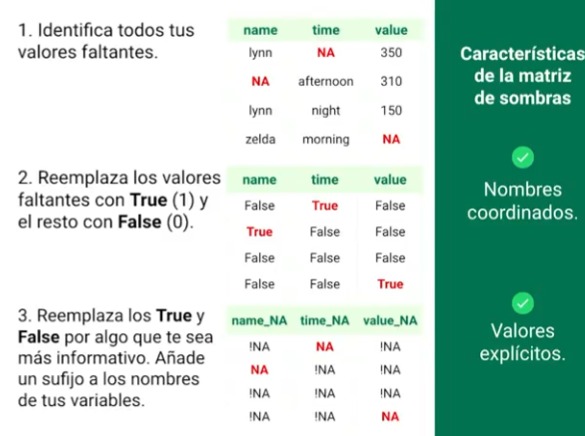 1. Identifica todos tus
valores faltantes.
name time value
lynn NA 350
NA afternoon 310
lynn night 150
zelda morning NA
2. Reemplaza los valores
faltantes con True (1) y
el resto con False (0).
name time value
False True False
True False False
False False False
False False True
3. Reemplaza los True y
False por algo que te sea
más informativo. Añade
un sufijo a los nombres
de tus variables.
name_NA time_NA value_NA
!NA NA !NA
NA !NA !NA
!NA !NA !NA
!NA !NA NA
Características
de la matriz
de sombras
Nombres
coordinados.
Valores
explícitos.